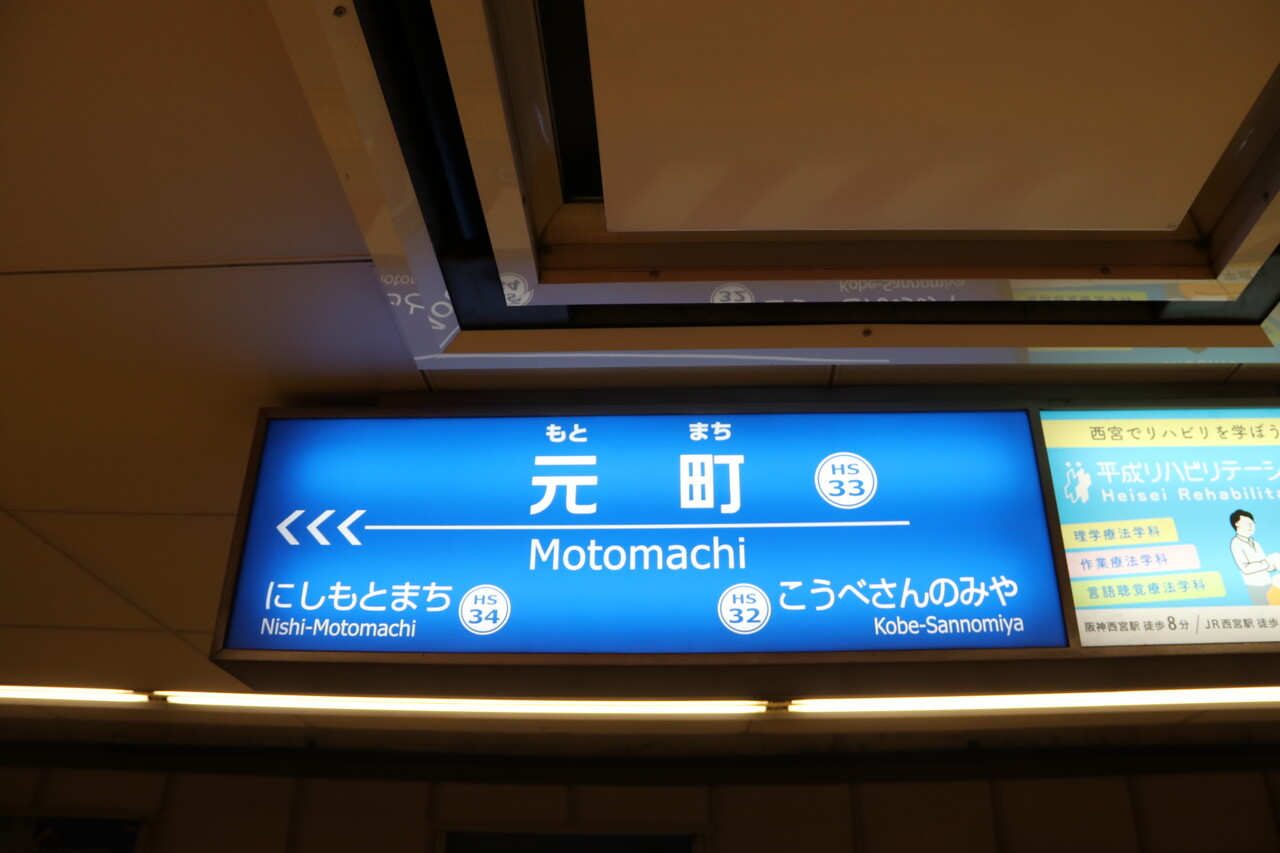 もと まち
元 町
HS
33
Motomachi
にしもとまち
HS
34
Nishi-Motomachi
HS
32
こうべさんのみや
Kobe-Sannomiya
西宮でリハビリを学ぼう
平成リハビリテーシ
Heisei Rehabilita
理学療法学科
作業療法学科
言語聴覚療法学科
阪神西宮駅 徒歩8分 / JR西宮駅 徒歩